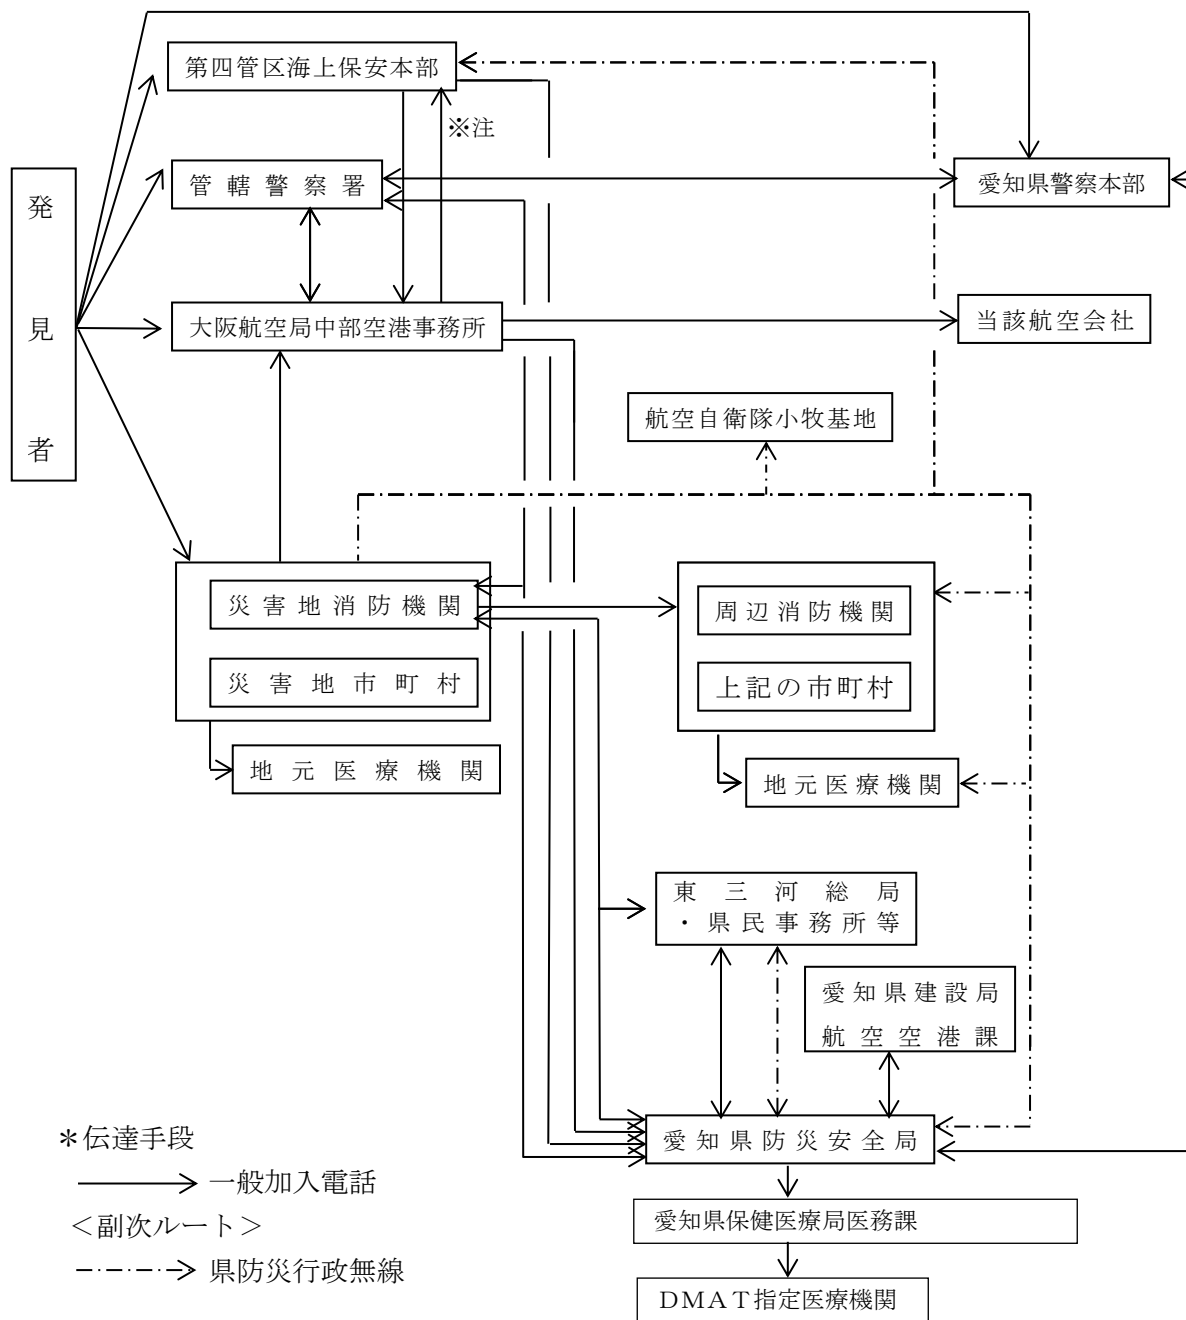 第四管区海上保安本部
※注
管轄警察署
愛知県警察本部
発見者
大阪航空局中部空港事務所
当該航空会社
航空自衛隊小牧基地
災害地消防機関
周辺消防機関
災害地市町村
上記の市町村
地元医療機関
地元医療機関
東三河総局
・県民事務所等
愛知県建設局
航空空港課
愛知県防災安全局
*伝達手段
一般加入電話
<副次ルート>
県防災行政無線
愛知県保健医療局医務課
DMAT指定医療機関